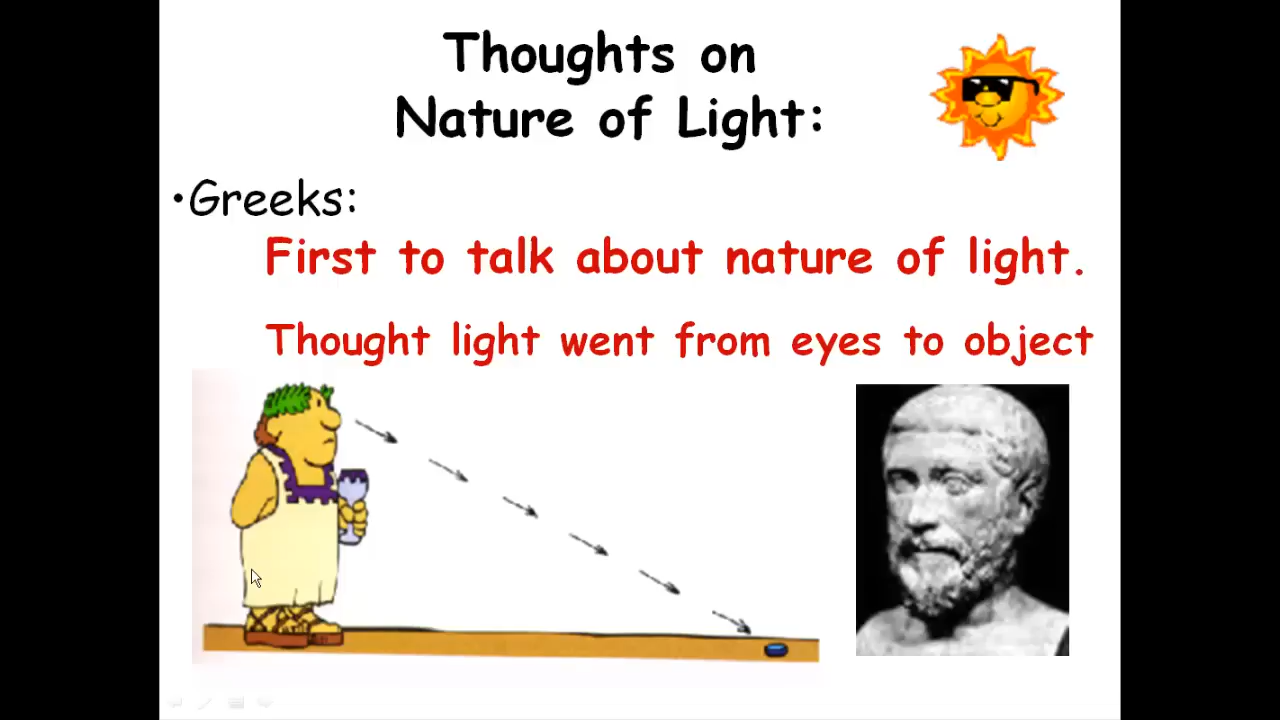 Thoughts on
Nature of Light:
•Greeks:
First to talk about nature of light.
Thought light went from eyes to object